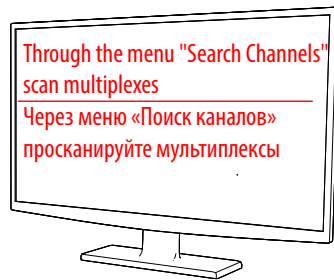 Through the menu "Search Channels"
scan multiplexes
Через меню «Поиск каналов»
просканируйте мультиплексы